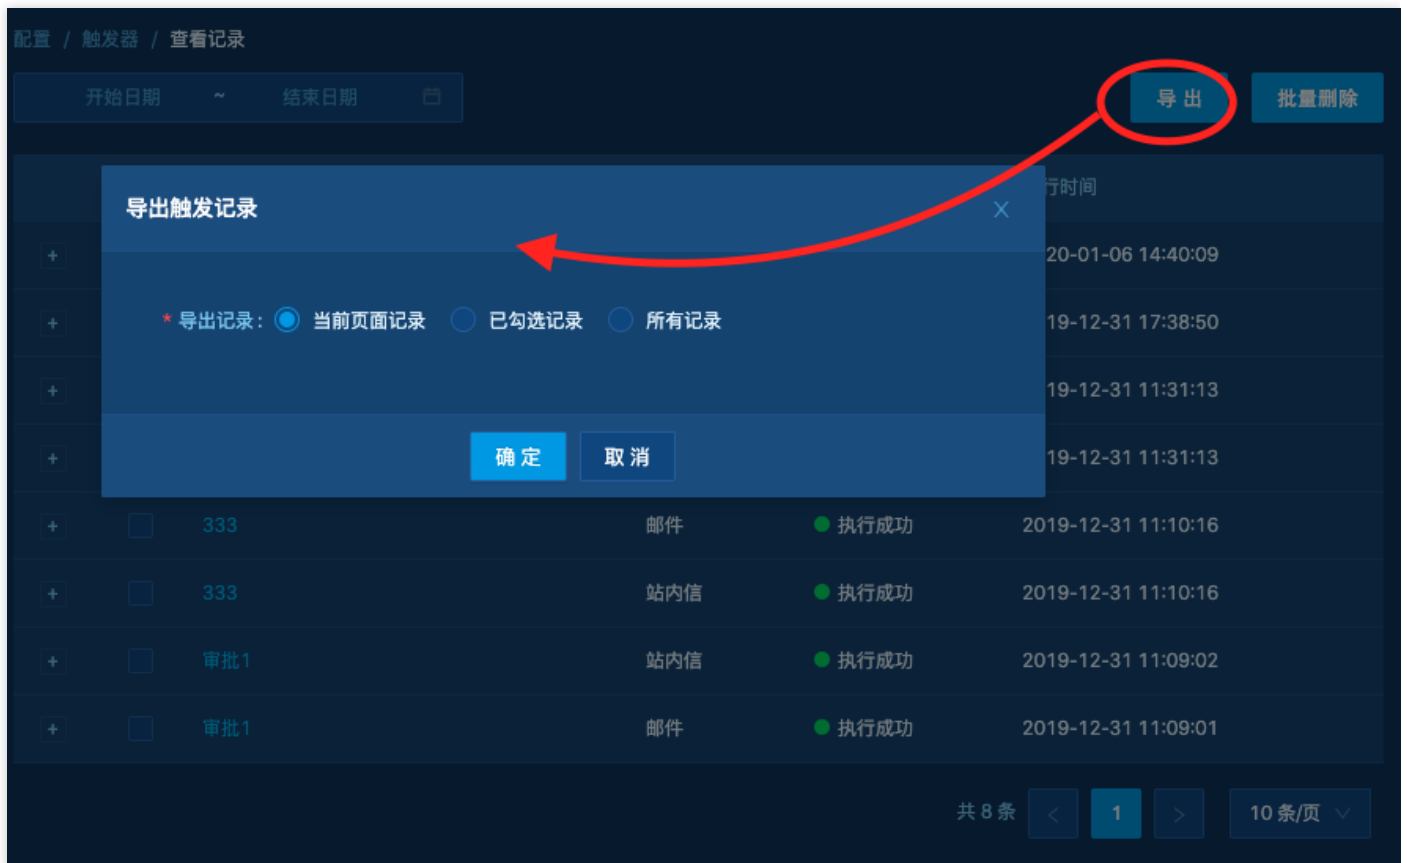 配置 / 触发器 / 查看记录
开始日期 ~ 结束日期
导 出 批量删除
行时间
导出触发记录 X
+ 20-01-06 14:40:09
* 导出记录: 当前页面记录 已勾选记录 所有记录
+ 19-12-31 17:38:50
+ 19-12-31 11:31:13
+ 19-12-31 11:31:13
确 定 取 消
+ 333 邮件 执行成功 2019-12-31 11:10:16
+ 333 站内信 执行成功 2019-12-31 11:10:16
+ 审批1 站内信 执行成功 2019-12-31 11:09:02
+ 审批1 邮件 执行成功 2019-12-31 11:09:01
共 8 条 < 1 > 10 条/页